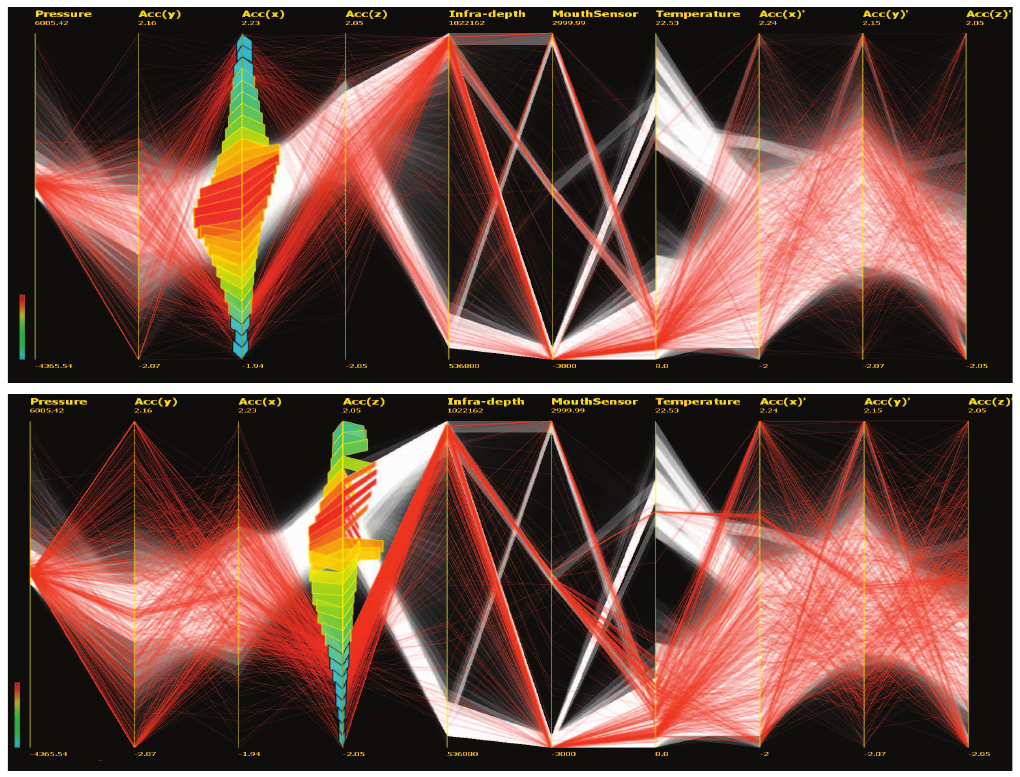 Pressure Acc(y) Acc(x) Acc(z) Infra-depth MouthSensor Temperature Acc(x)' Acc(y)' Acc(z)'
6085.42 2.16 2.23 2.05 1022162 2999.99 22.53 2.24 2.15 2.05
-4365.54 -2.07 -1.94 -2.05 536080 -3000 0.0 -2 -2.07 -2.05
Pressure Acc(y) Acc(x) Acc(z) Infra-depth MouthSensor Temperature Acc(x)' Acc(y)' Acc(z)'
6085.42 2.16 2.23 2.05 1022162 2999.99 22.53 2.24 2.15 2.05
-4365.54 -2.07 -1.94 -2.05 536080 -3000 0.0 -2 -2.07 -2.05